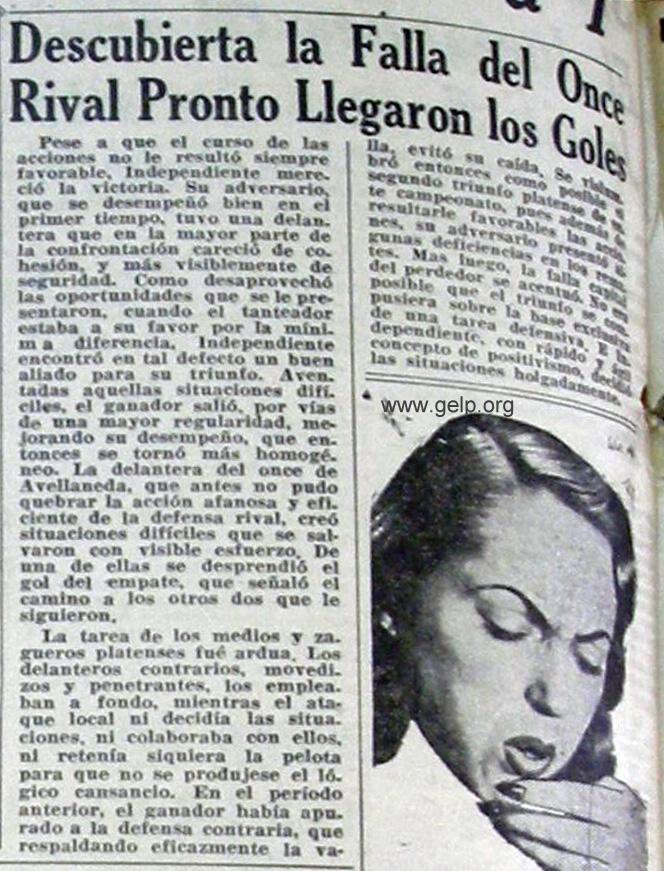 Descubierta la Falla del Once
Rival Pronto Llegaron los Goles
Pese a que el curso de las
acciones no le resultó siempre
favorable, Independiente mere-
ció la victoria. Su adversario,
que se desempeñó bien en el
primer tiempo, tuvo una delan-
tera que en la mayor parte de
la confrontación careció de co-
hesión, y más visiblemente de
seguridad. Como desaprovechó
las oportunidades que se le pre-
sentaron, cuando el tanteador
estaba a su favor por la míni-
ma diferencia, Independiente
encontró en tal defecto un buen
aliado para su triunfo. Aven-
tadas aquellas situaciones difí-
ciles, el ganador salió, por vías
de una mayor regularidad, me-
jorando su desempeño, que en-
tonces se tornó más homogé-
neo. La delantera del once de
Avellaneda, que antes no pudo
quebrar la acción afanosa y efi-
ciente de la defensa rival, creó
situaciones difíciles que se sal-
varon con visible esfuerzo. De
una de ellas se desprendió el
gol del empate, que señaló el
camino a los otros dos que le
siguieron.
La tarea de los medios y za-
gueros platenses fué ardua. Los
delanteros contrarios, movedi-
zos y penetrantes, los emplea-
ban a fondo, mientras el ata-
que local ni decidía las situa-
ciones, ni colaboraba con ellos,
ni retenía siquiera la pelota
para que no se produjese el ló-
gico cansancio. En el período
anterior, el ganador había apu-
rado a la defensa contraria, que
respaldando eficazmente la va-
lla, evitó su caída. Se vislum-
bró entonces como posible el
segundo triunfo platense de es-
te campeonato, pues además de
resultarle favorables las accio-
nes, su adversario presentó al-
gunas deficiencias en los rema-
tes. Mas luego, la falla capital
del perdedor se acentuó. No era
posible que el triunfo se com-
pusiera sobre la base exclusiva
de una tarea defensiva. E In-
dependiente, con rápido y ágil
concepto de positivismo, decidió
las situaciones holgadamente.
www.gelp.org